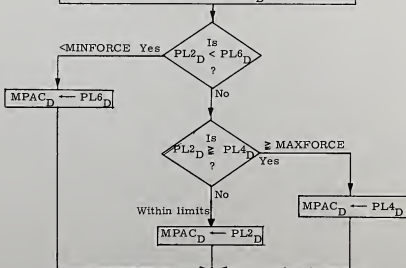 D
Is
<MINFORCE Yes
PL2D < PL6D
?
No
MPACD ← PL6D
Is
PL2D ≧ PL4D
≧ MAXFORCE
Yes
?
No
Within limits
MPACD ← PL4D
MPACD ← PL2D